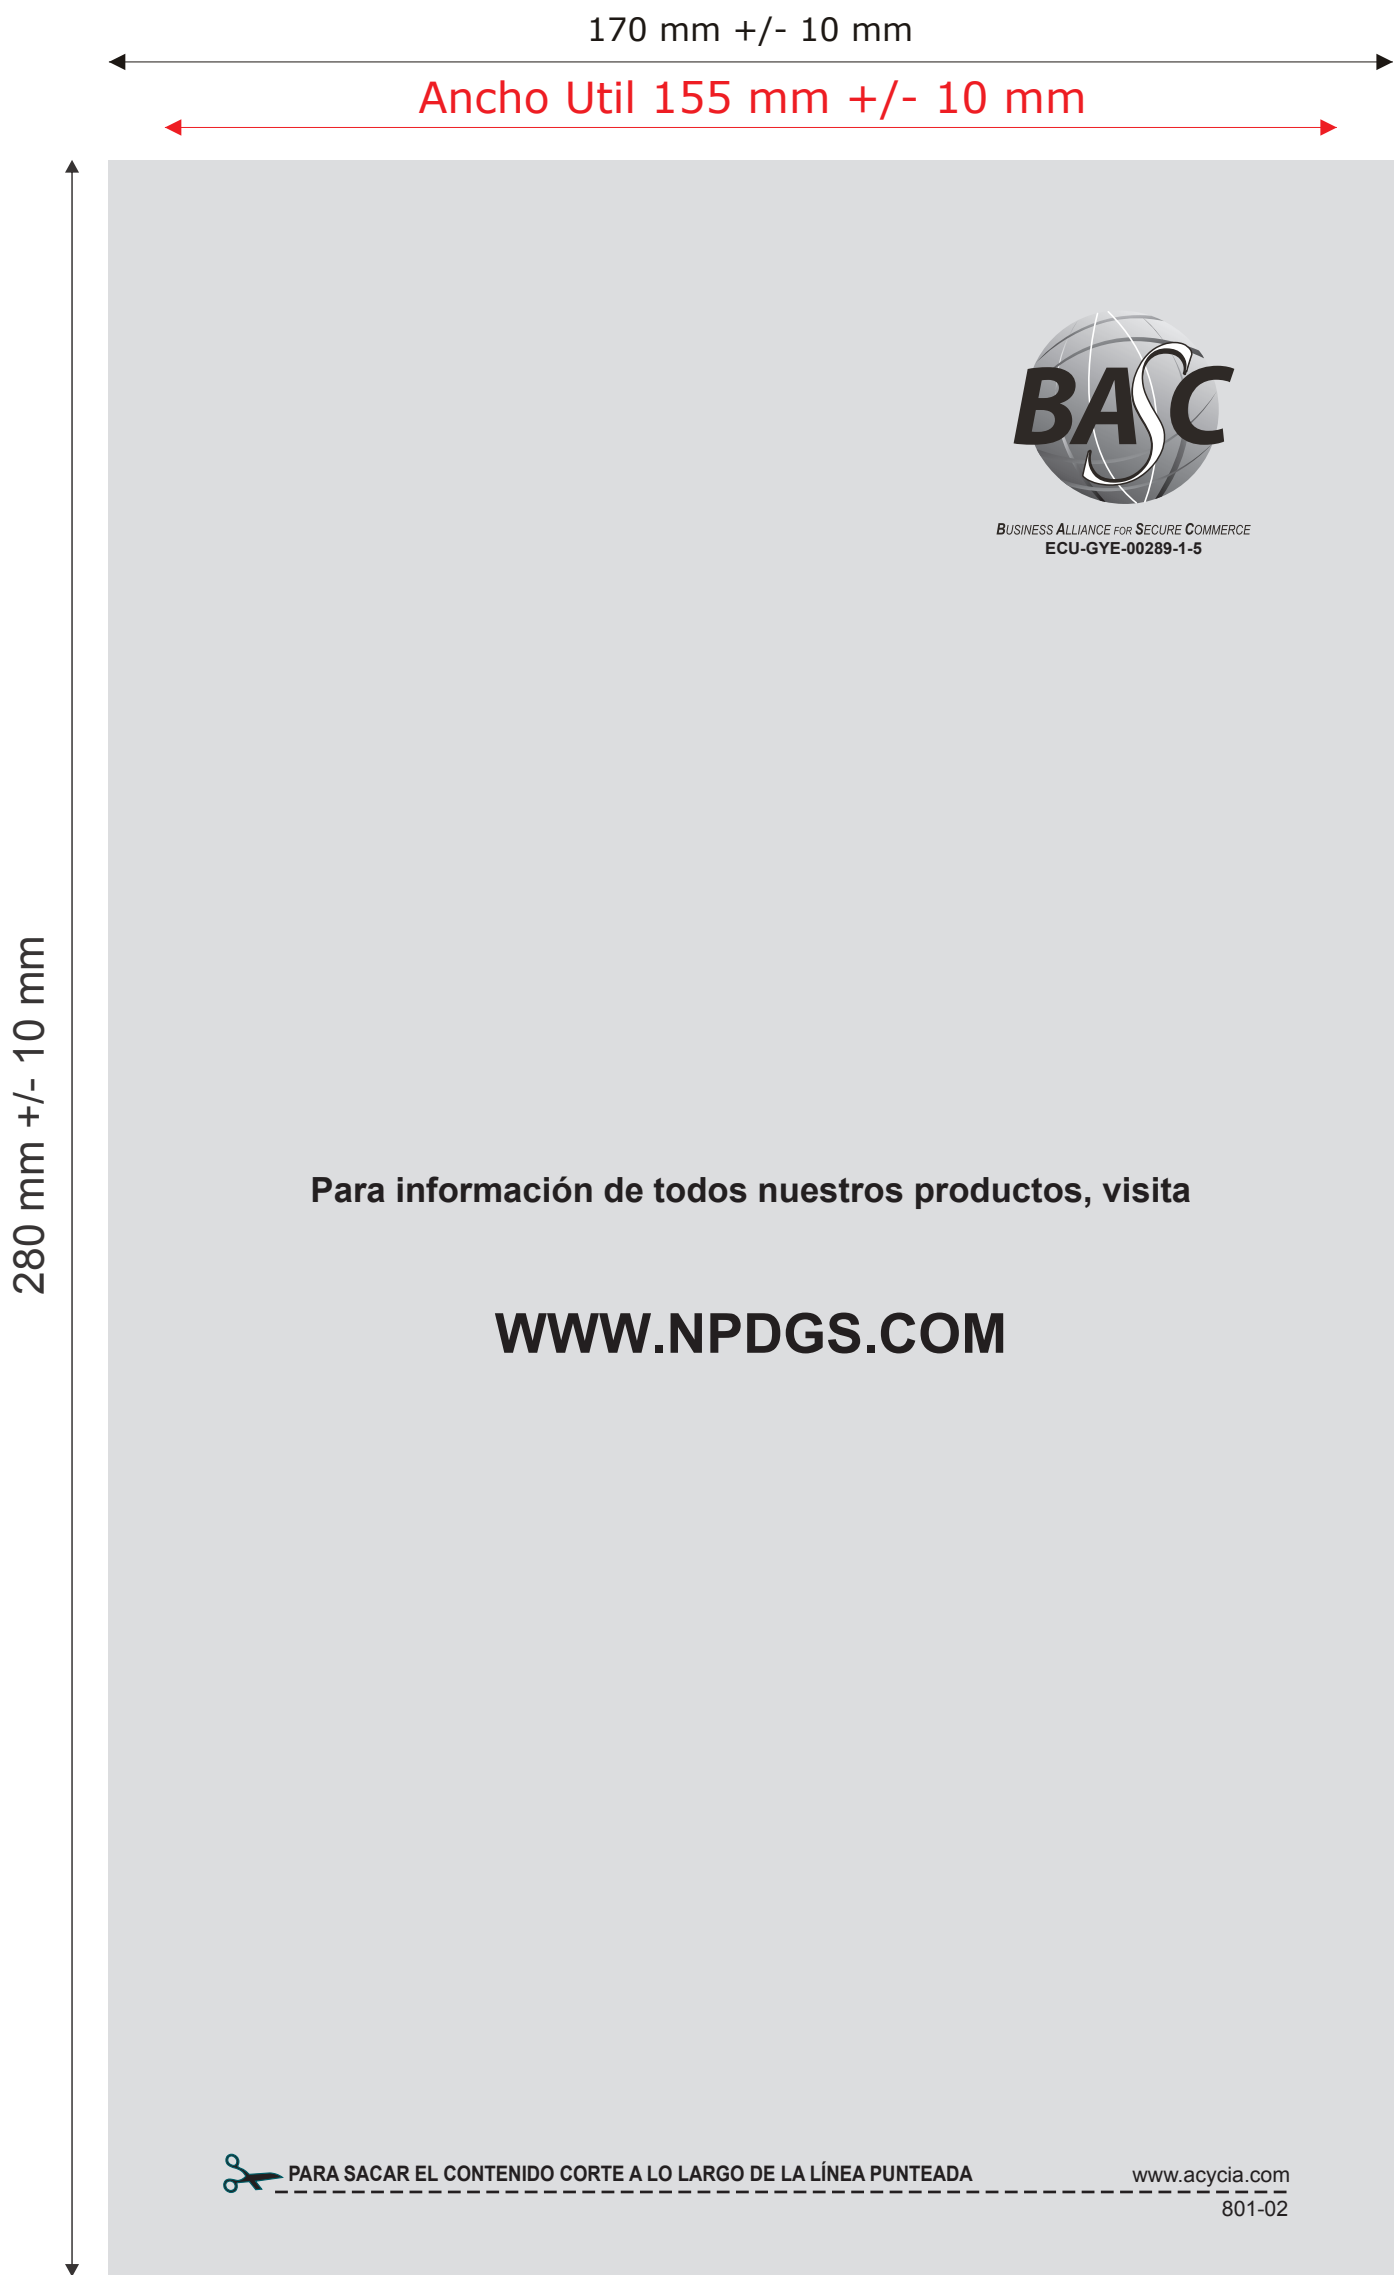 170 mm +/- 10 mm
Ancho Util 155 mm +/- 10 mm
280 mm +/- 10 mm
BASC
BUSINESS ALLIANCE FOR SECURE COMMERCE
ECU-GYE-00289-1-5
Para información de todos nuestros productos, visita
WWW.NPDGS.COM
PARA SACAR EL CONTENIDO CORTE A LO LARGO DE LA LÍNEA PUNTEADA
www.acycia.com
801-02